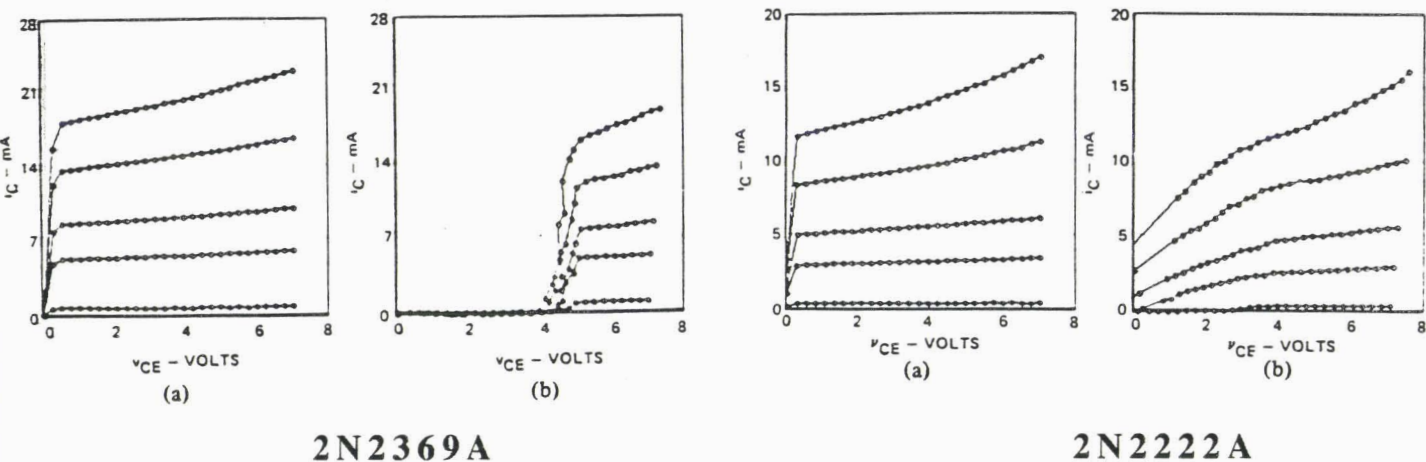 28
21
14
7
0
iC – mA
0 2 4 6 8
vCE – VOLTS
(a)
28
21
14
7
0
iC – mA
0 2 4 6 8
vCE – VOLTS
(b)
2N2369A
20
15
10
5
0
iC – mA
0 2 4 6 8
νCE – VOLTS
(a)
20
15
10
5
0
iC – mA
0 2 4 6 8
νCE – VOLTS
(b)
2N2222A